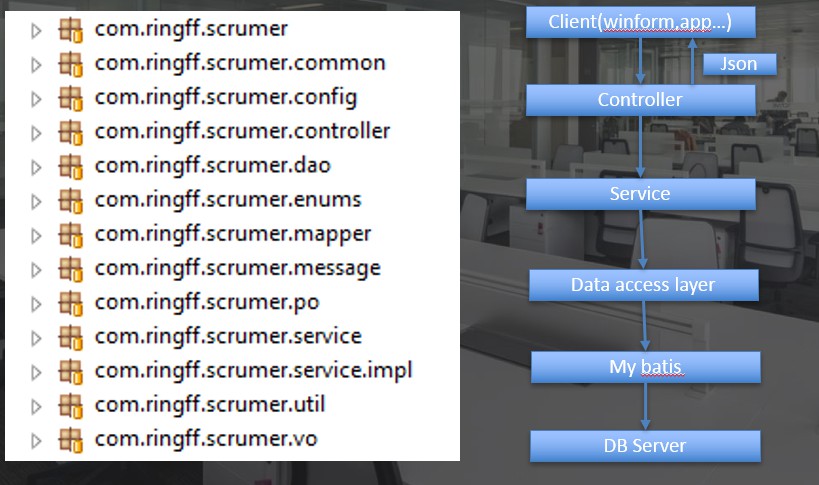 com.ringff.scrumer
com.ringff.scrumer.common
com.ringff.scrumer.config
com.ringff.scrumer.controller
com.ringff.scrumer.dao
com.ringff.scrumer.enums
com.ringff.scrumer.mapper
com.ringff.scrumer.message
com.ringff.scrumer.po
com.ringff.scrumer.service
com.ringff.scrumer.service.impl
com.ringff.scrumer.util
com.ringff.scrumer.vo
Client(winform,app...)
Json
Controller
Service
Data access layer
My batis
DB Server